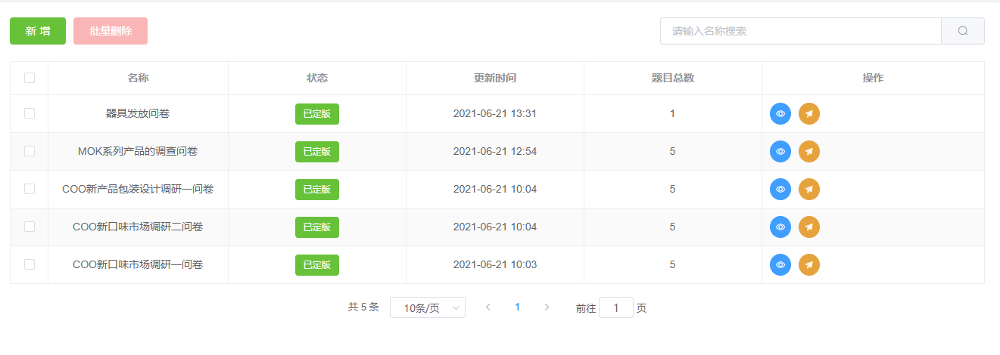 新 增 批量删除 请输入名称搜索
名称 状态 更新时间 题目总数 操作
器具发放问卷 已定版 2021-06-21 13:31 1
MOK系列产品的调查问卷 已定版 2021-06-21 12:54 5
COO新产品包装设计调研一问卷 已定版 2021-06-21 10:04 5
COO新口味市场调研二问卷 已定版 2021-06-21 10:04 5
COO新口味市场调研一问卷 已定版 2021-06-21 10:03 5
共 5 条 10条/页 1 前往 1 页